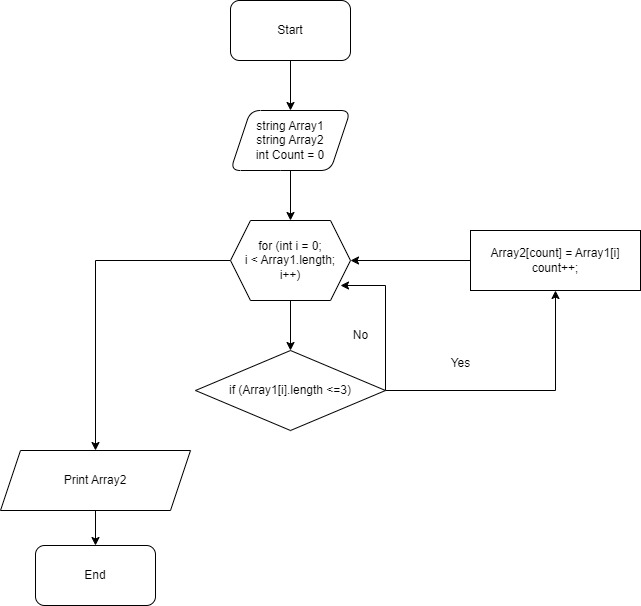 Start
string Array1
string Array2
int Count = 0
for (int i = 0;
i < Array1.length;
i++)
Array2[count] = Array1[i]
count++;
No
Yes
if (Array1[i].length <=3)
Print Array2
End